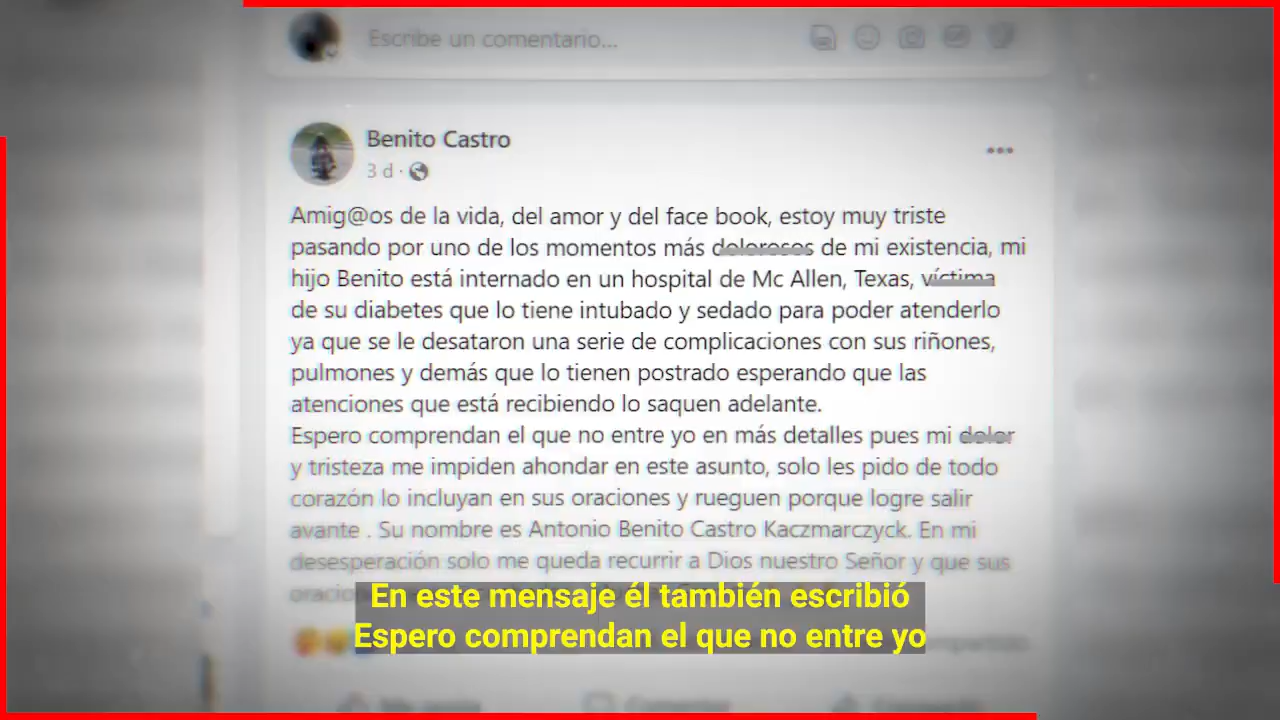 Escribe un comentario...
Benito Castro
3 d ·
Amig@os de la vida, del amor y del face book, estoy muy triste
pasando por uno de los momentos más dolorosos de mi existencia, mi
hijo Benito está internado en un hospital de Mc Allen, Texas, víctima
de su diabetes que lo tiene intubado y sedado para poder atenderlo
ya que se le desataron una serie de complicaciones con sus riñones,
pulmones y demás que lo tienen postrado esperando que las
atenciones que está recibiendo lo saquen adelante.
Espero comprendan el que no entre yo en más detalles pues mi dolor
y tristeza me impiden ahondar en este asunto, solo les pido de todo
corazón lo incluyan en sus oraciones y rueguen porque logre salir
avante . Su nombre es Antonio Benito Castro Kaczmarczyck. En mi
desesperación solo me queda recurrir a Dios nuestro Señor y que sus
En este mensaje él también escribió
Espero comprendan el que no entre yo